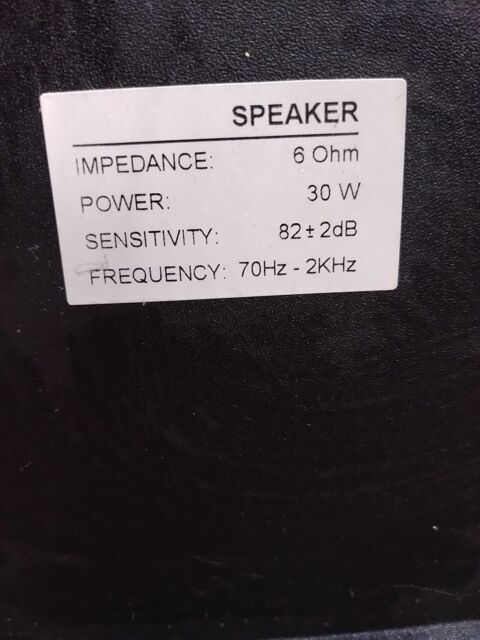 SPEAKER
IMPEDANCE: 6 Ohm
POWER: 30 W
SENSITIVITY: 82±2dB
FREQUENCY: 70Hz - 2KHz